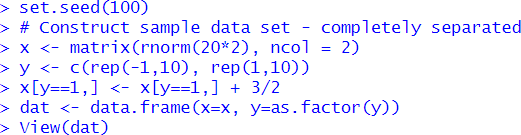 > set.seed(100)
> # Construct sample data set - completely separated
> x <- matrix(rnorm(20*2), ncol = 2)
> y <- c(rep(-1,10), rep(1,10))
> x[y==1,] <- x[y==1,] + 3/2
> dat <- data.frame(x=x, y=as.factor(y))
> View(dat)